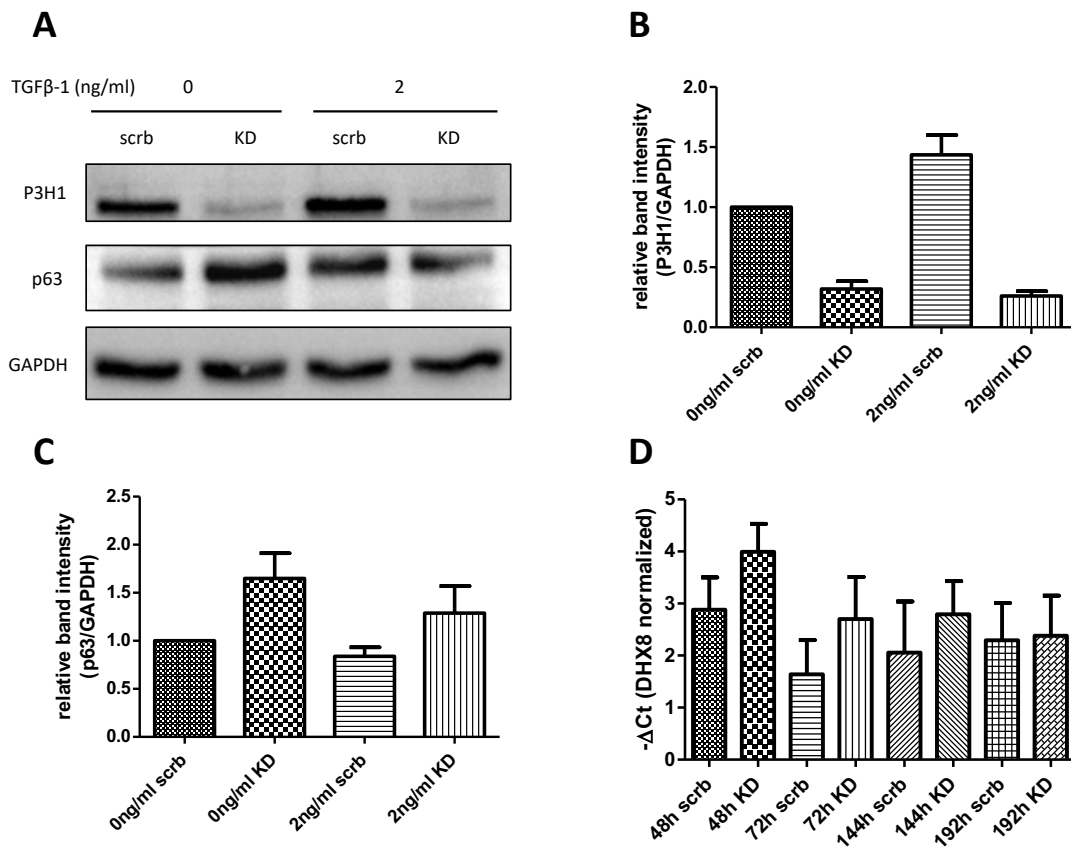 A
TGFβ-1 (ng/ml)
0
2
scrb
KD
scrb
KD
P3H1
p63
GAPDH
B
relative band intensity
(P3H1/GAPDH)
2.0
1.5
1.0
0.5
0.0
0ng/ml scrb
0ng/ml KD
2ng/ml scrb
2ng/ml KD
C
relative band intensity
(p63/GAPDH)
2.5
2.0
1.5
1.0
0.5
0.0
0ng/ml scrb
0ng/ml KD
2ng/ml scrb
2ng/ml KD
D
-ΔCt (DHX8 normalized)
5
4
3
2
1
0
48h scrb
48h KD
72h scrb
72h KD
144h scrb
144h KD
192h scrb
192h KD